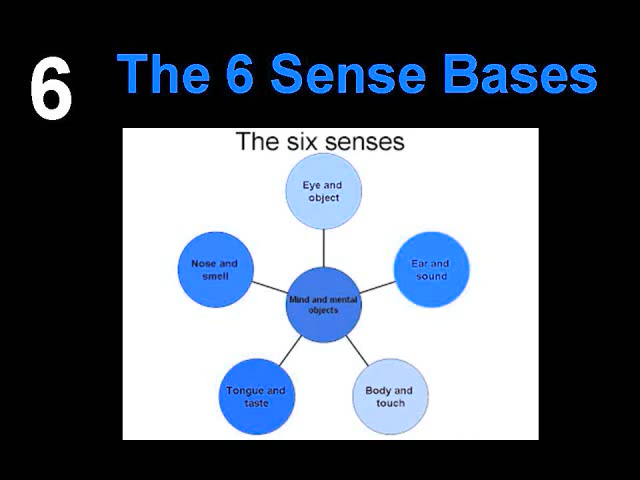 6
The 6 Sense Bases
The six senses
Eye and
object
Nose and
smell
Ear and
sound
Mind and mental
objects
Tongue and
taste
Body and
touch